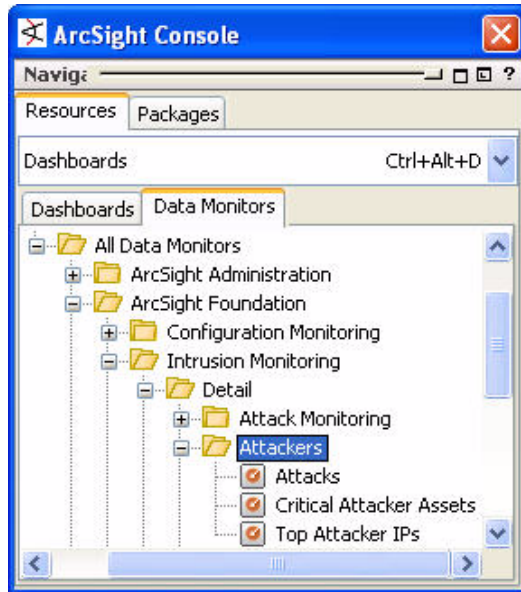 ArcSight Console
Naviga
?
Resources Packages
Dashboards Ctrl+Alt+D
Dashboards Data Monitors
All Data Monitors
ArcSight Administration
ArcSight Foundation
Configuration Monitoring
Intrusion Monitoring
Detail
Attack Monitoring
Attackers
Attacks
Critical Attacker Assets
Top Attacker IPs